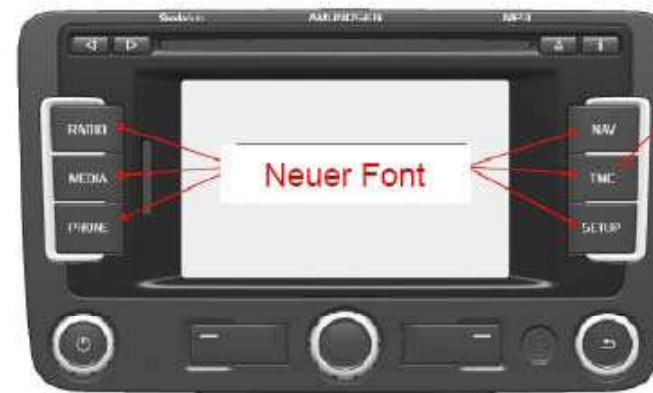 AMUNDSEN MP3
RADIO NAV
Neuer Font
MEDIA TMC
PHONE SETUP